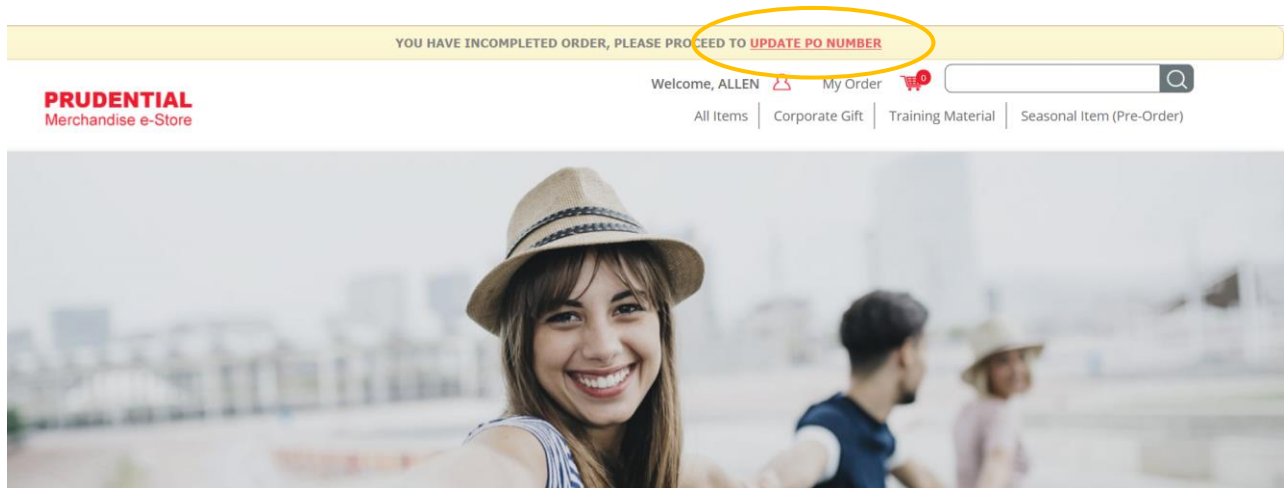 YOU HAVE INCOMPLETED ORDER, PLEASE PROCEED TO UPDATE PO NUMBER
Welcome, ALLEN My Order 0
PRUDENTIAL
Merchandise e-Store
All Items | Corporate Gift | Training Material | Seasonal Item (Pre-Order)